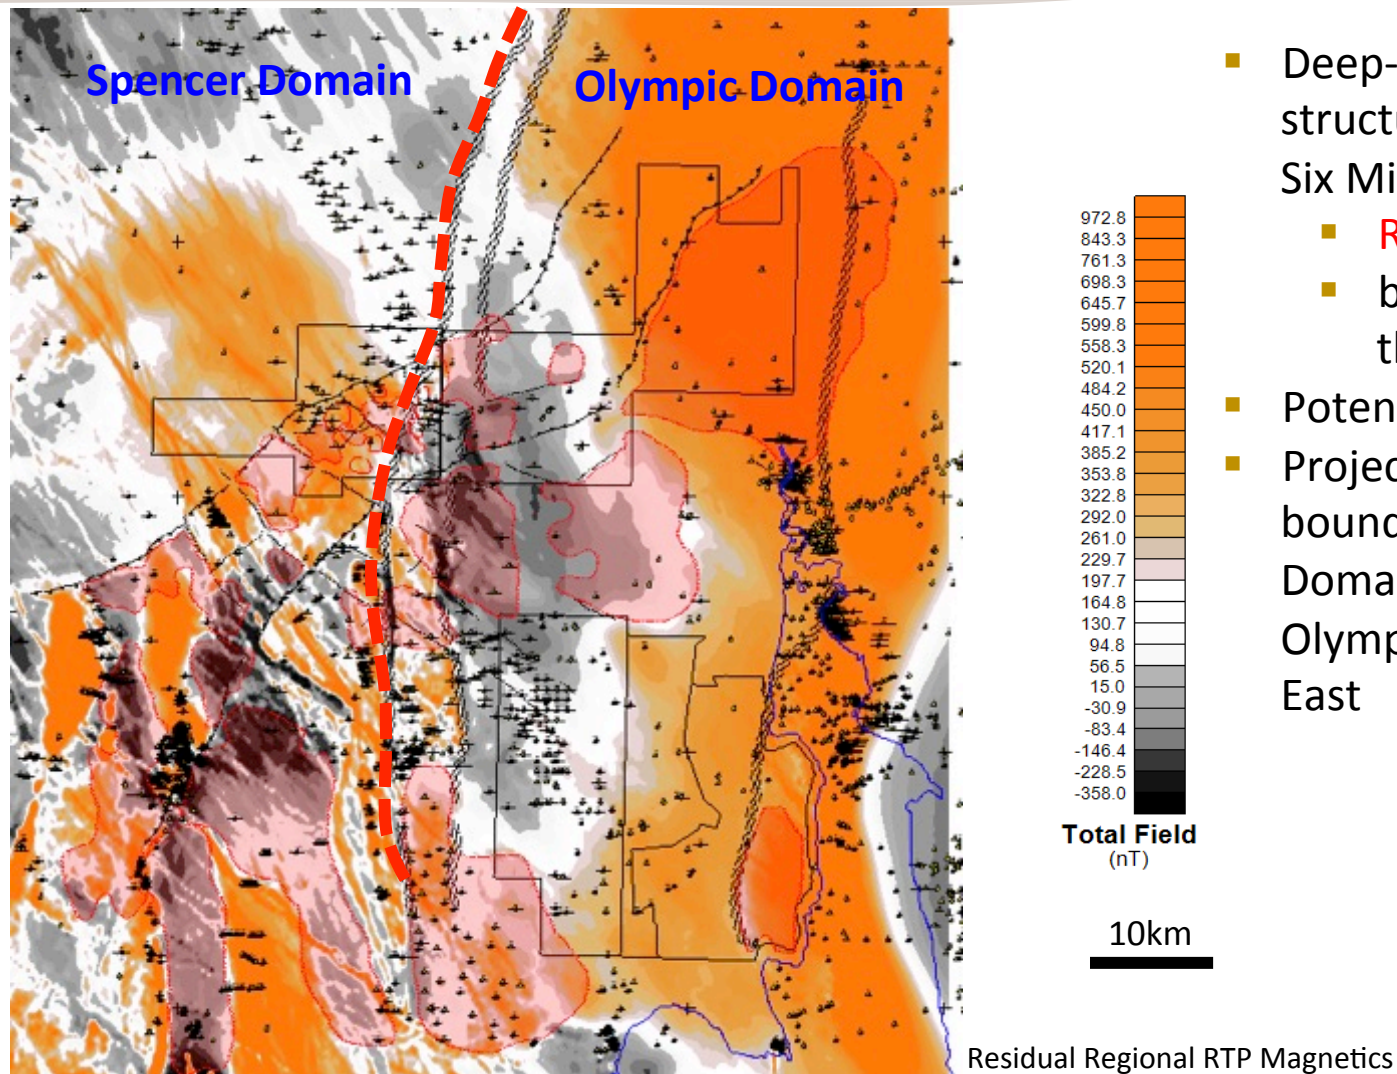 Spencer Domain
Olympic Domain
972.8
843.3
761.3
698.3
645.7
599.8
558.3
520.1
484.2
450.0
417.1
385.2
353.8
322.8
292.0
261.0
229.7
197.7
164.8
130.7
94.8
56.5
15.0
-30.9
-83.4
-146.4
-228.5
-358.0
Total Field
(nT)
10km
Deep-
struct
Six Mi
R
b
t
Poten
Projec
bound
Doma
Olymp
East
Residual Regional RTP Magnetics